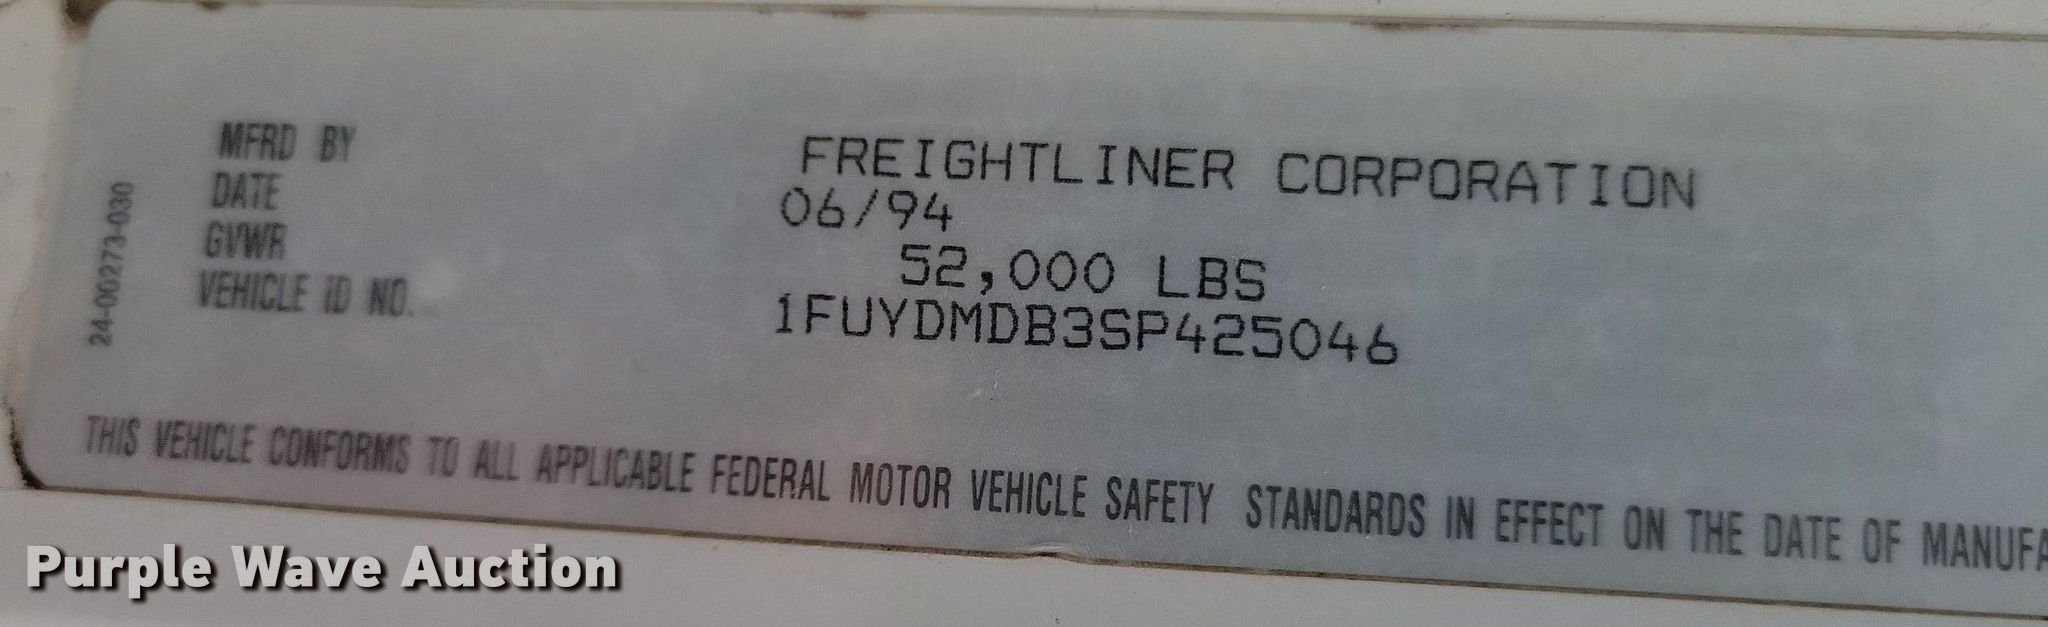 MFRD BY FREIGHTLINER CORPORATION
DATE 06/94
GVWR 52,000 LBS
VEHICLE ID NO. 1FUYDMDB3SP425046
24-00273-030
THIS VEHICLE CONFORMS TO ALL APPLICABLE FEDERAL MOTOR VEHICLE SAFETY STANDARDS IN EFFECT ON THE DATE OF MANUFA
Purple Wave Auction